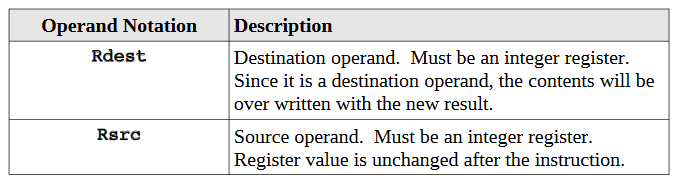 Operand Notation Description
Rdest Destination operand.  Must be an integer register.
Since it is a destination operand, the contents will be
over written with the new result.
Rsrc Source operand.  Must be an integer register.
Register value is unchanged after the instruction.